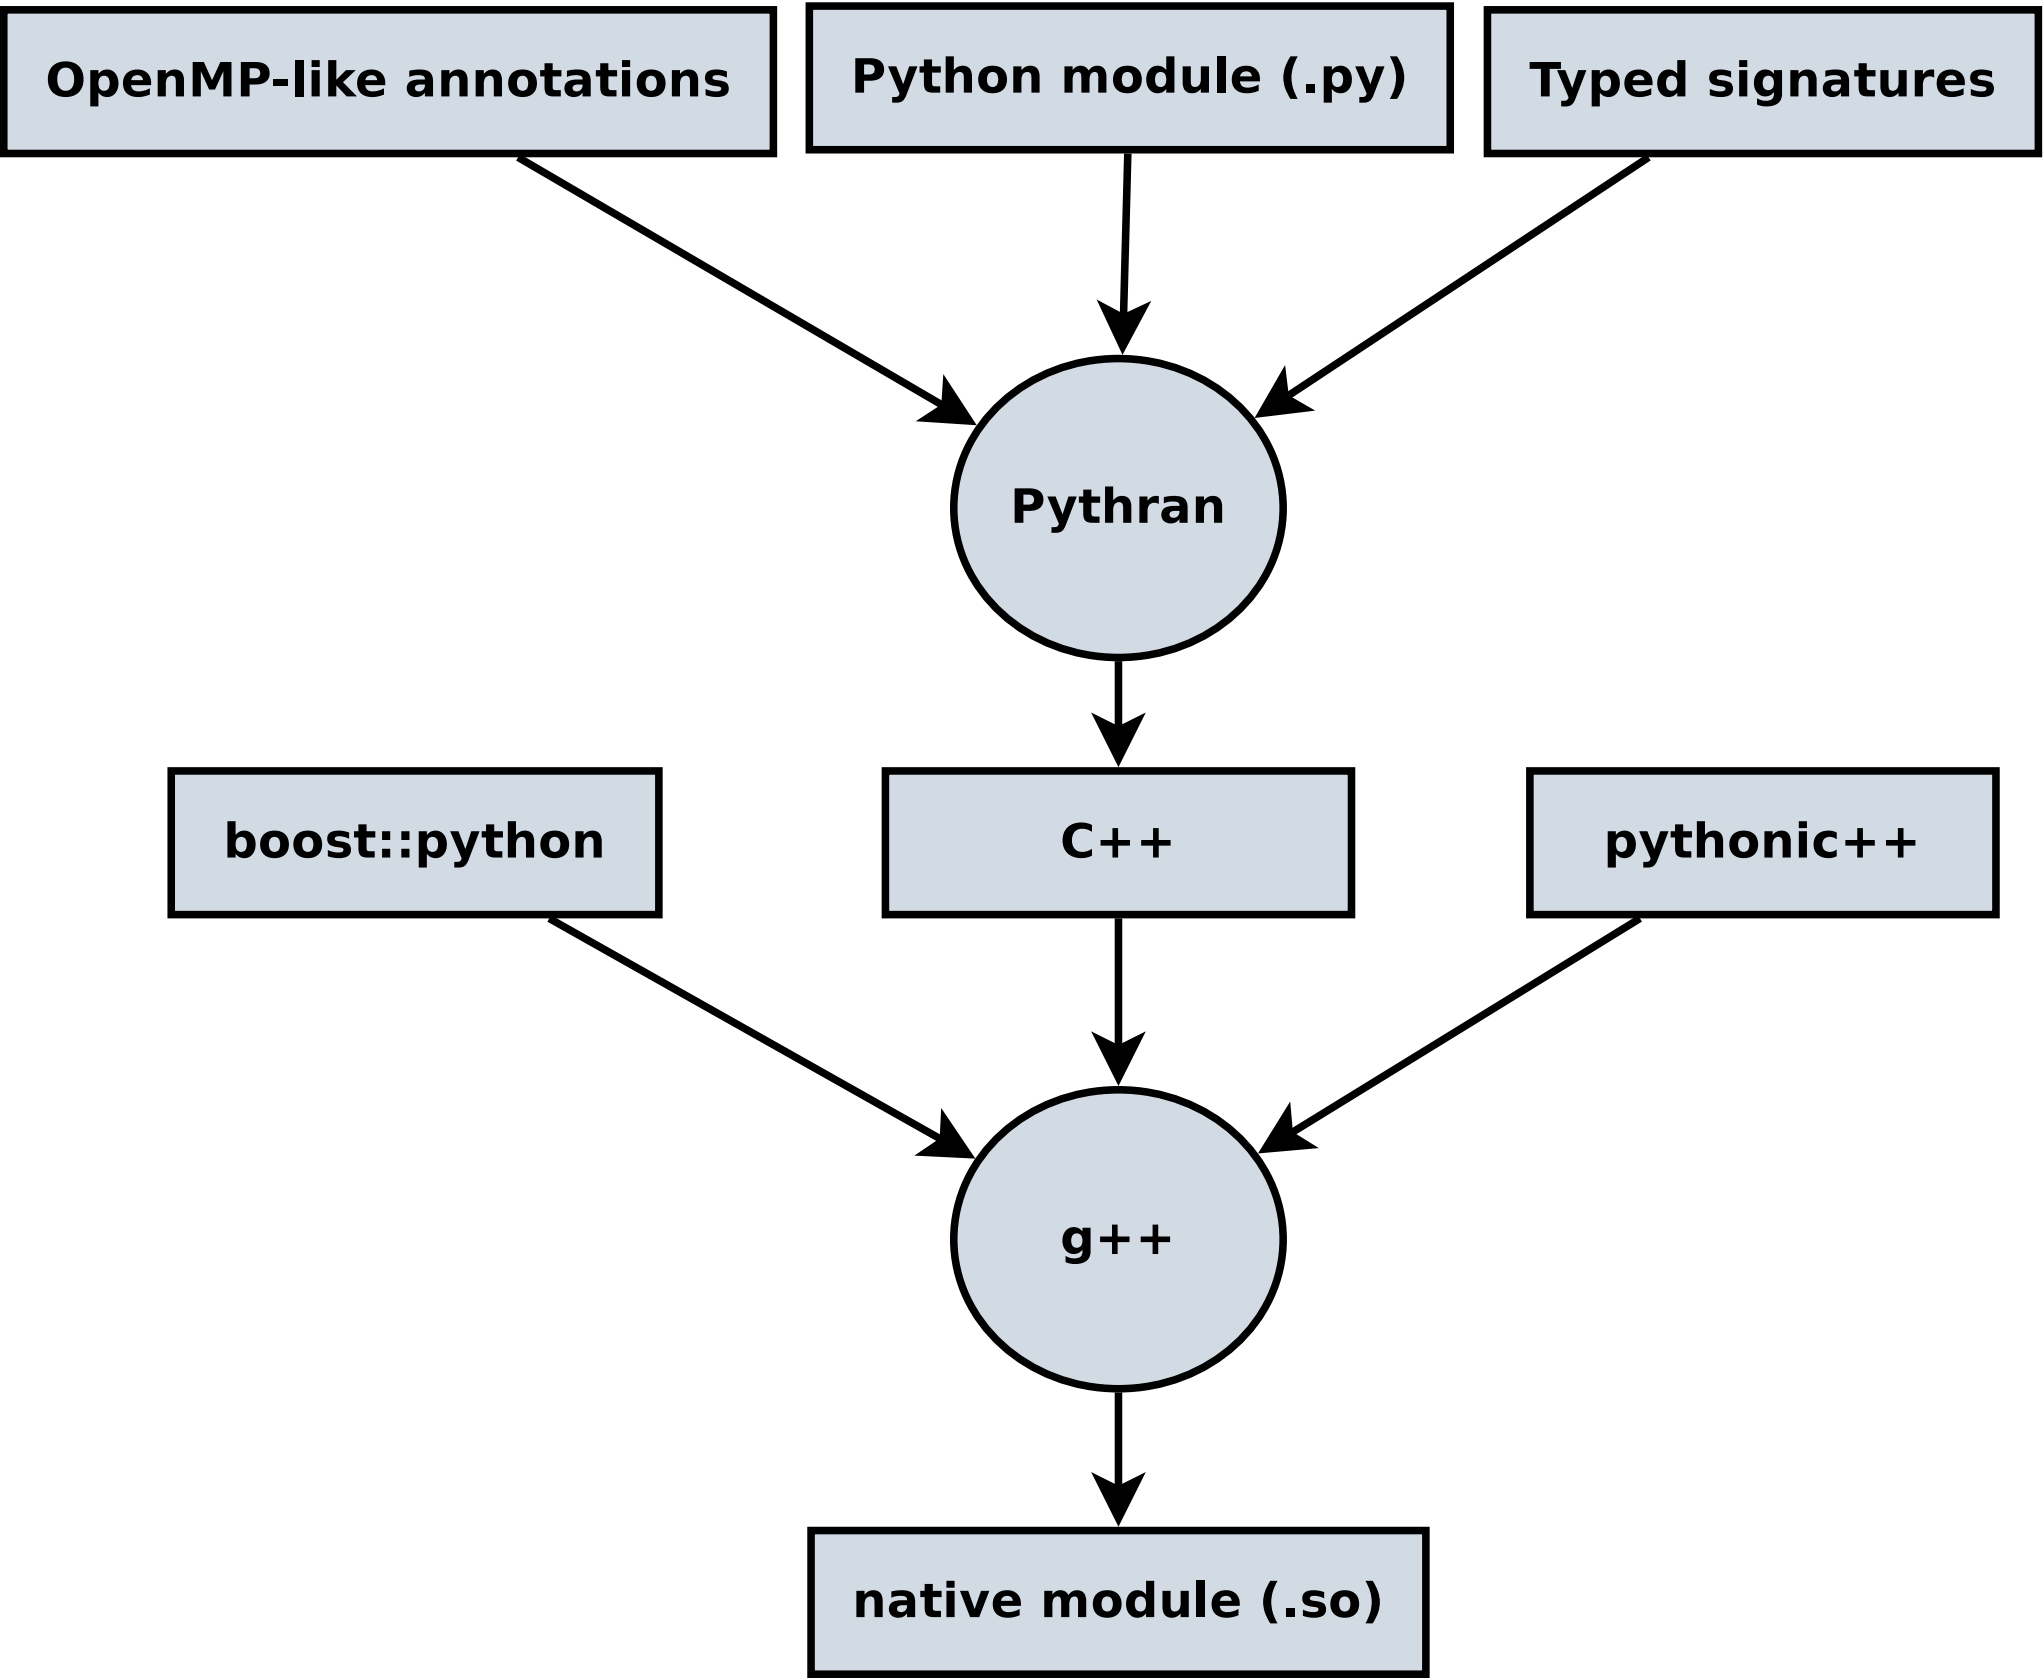 OpenMP-like annotations
Python module (.py)
Typed signatures
Pythran
boost::python
C++
pythonic++
g++
native module (.so)